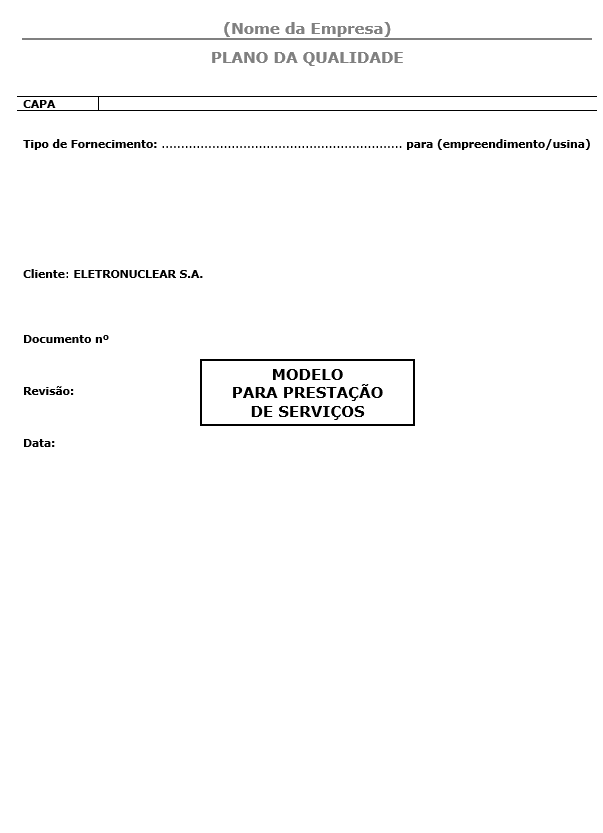 (Nome da Empresa)
PLANO DA QUALIDADE
CAPA
Tipo de Fornecimento: .............................................................. para (empreendimento/usina)
Cliente: ELETRONUCLEAR S.A.
Documento nº
MODELO
PARA PRESTAÇÃO
DE SERVIÇOS
Revisão:
Data: